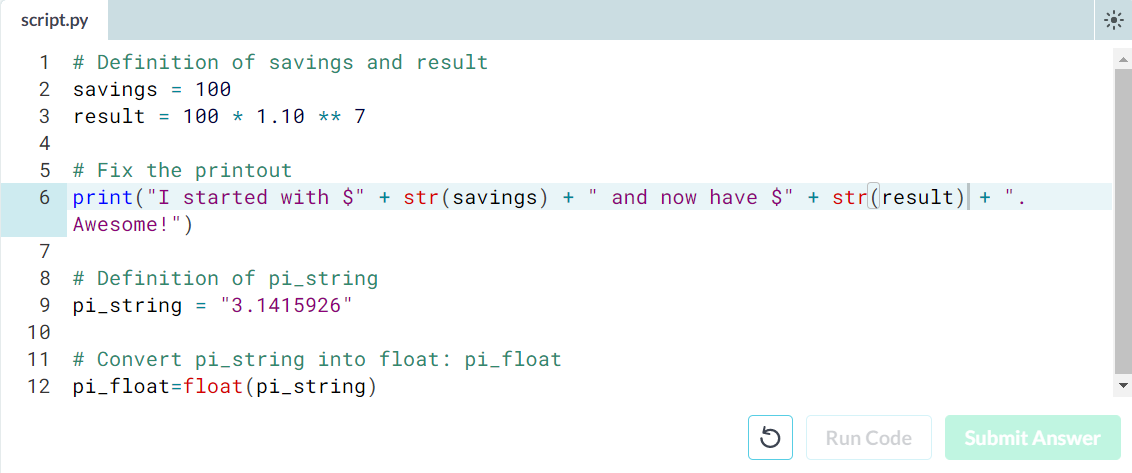 script.py
1 # Definition of savings and result
2 savings = 100
3 result = 100 * 1.10 ** 7
4
5 # Fix the printout
6 print("I started with $" + str(savings) + " and now have $" + str(result) + ".
Awesome!")
7
8 # Definition of pi_string
9 pi_string = "3.1415926"
10
11 # Convert pi_string into float: pi_float
12 pi_float=float(pi_string)
Run Code Submit Answer